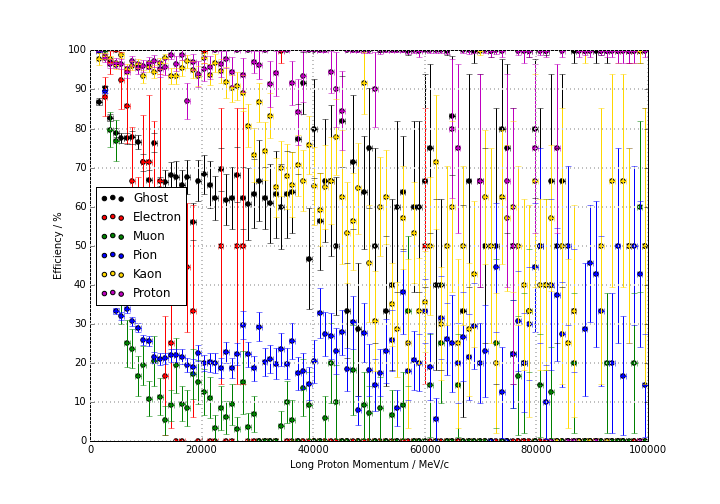 100
90
80
70
60
50
40
30
20
10
0
Efficiency / %
Ghost
Electron
Muon
Pion
Kaon
Proton
0 20000 40000 60000 80000 100000
Long Proton Momentum / MeV/c